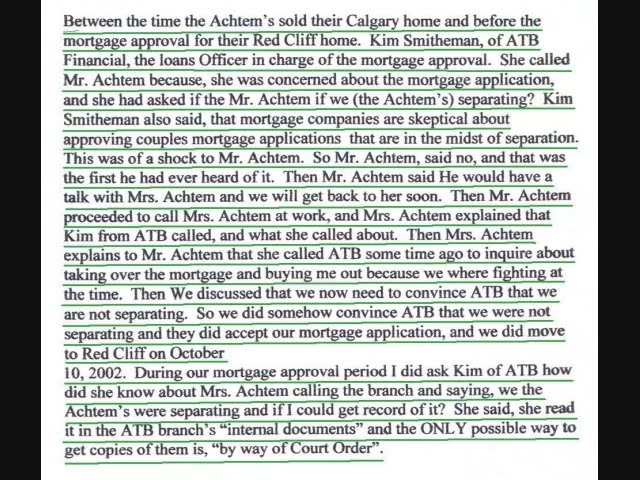 Between the time the Achtem's sold their Calgary home and before the
mortgage approval for their Red Cliff home.  Kim Smitheman, of ATB
Financial, the loans Officer in charge of the mortgage approval.  She called
Mr. Achtem because, she was concerned about the mortgage application,
and she had asked if the Mr. Achtem if we (the Achtem's) separating?  Kim
Smitheman also said, that mortgage companies are skeptical about
approving couples mortgage applications  that are in the midst of separation.
This was of a shock to Mr. Achtem.  So Mr. Achtem, said no, and that was
the first he had ever heard of it.  Then Mr. Achtem said He would have a
talk with Mrs. Achtem and we will get back to her soon.  Then Mr. Achtem
proceeded to call Mrs. Achtem at work, and Mrs. Achtem explained that
Kim from ATB called, and what she called about.  Then Mrs. Achtem
explains to Mr. Achtem that she called ATB some time ago to inquire about
taking over the mortgage and buying me out because we where fighting at
the time.  Then We discussed that we now need to convince ATB that we
are not separating.  So we did somehow convince ATB that we were not
separating and they did accept our mortgage application, and we did move
to Red Cliff on October
10, 2002.  During our mortgage approval period I did ask Kim of ATB how
did she know about Mrs. Achtem calling the branch and saying, we the
Achtem's were separating and if I could get record of it?  She said, she read
it in the ATB branch's "internal documents" and the ONLY possible way to
get copies of them is, "by way of Court Order".